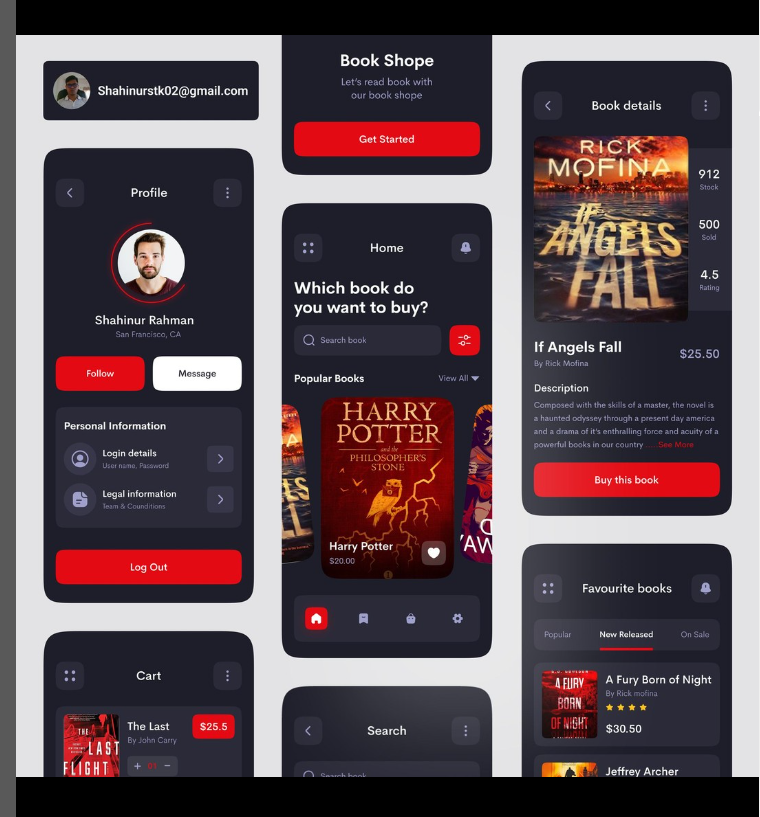 Shahinurstk02@gmail.com
Profile
Shahinur Rahman
San Francisco, CA
Follow
Message
Personal Information
Login details
User name, Password
Legal information
Team & Counditions
Log Out
Cart
THE
LAST
FLIGHT
The Last
By John Carry
$25.5
+
−
Book Shope
Let's read book with
our book shope
Get Started
Home
Which book do
you want to buy?
Search book
Popular Books
View All
HARRY
POTTER
and the
PHILOSOPHER'S
STONE
Harry Potter
$20.00
Search
Search book
Book details
RICK
MOFINA
IF
ANGELS
FALL
912
Stock
500
Sold
4.5
Rating
If Angels Fall
$25.50
By Rick Mofina
Description
Composed with the skills of a master, the novel is
a haunted odyssey through a present day america
and a drama of it's enthralling force and acuity of a
powerful books in our country ......See More
Buy this book
Favourite books
Popular
New Released
On Sale
A FURY
BORN
OF NIGHT
A Fury Born of Night
By Rick mofina
$30.50
Jeffrey Archer